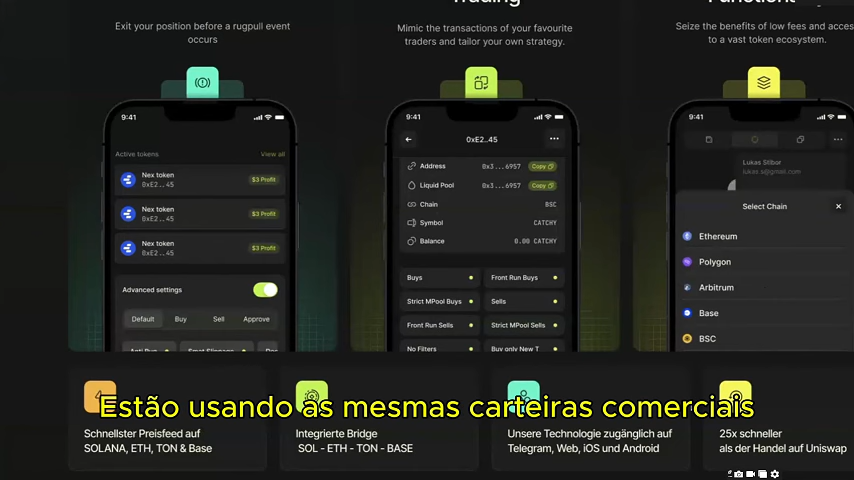 Exit your position before a rugpull event
occurs
Trading
Mimic the transactions of your favourite
traders and tailor your own strategy.
Seize the benefits of low fees and
to a vast token ecosystem.
9:41
Active tokens
View all
Nex token
0xE2..45
$3 Profit
Nex token
0xE2..45
$3 Profit
Nex token
0xE2..45
$3 Profit
Advanced settings
Default Buy Sell Approve
9:41
0xE2..45
Address 0x3...6957 Copy
Liquid Pool 0x3...6957 Copy
Chain BSC
Symbol CATCHY
Balance 0.00 CATCHY
Buys Front Run Buys
Strict MPool Buys Sells
Front Run Sells Strict MPool Sells
No Filters Buy only New T
9:41
Lukas Stibor
Select Chain
Ethereum
Polygon
Arbitrum
Base
BSC
Estão usando as mesmas carteiras comerciais
Schnellster Preisfeed auf
SOLANA, ETH, TON & Base
Integrierte Bridge
SOL - ETH - TON - BASE
Unsere Technologie zugänglich auf
Telegram, Web, iOS und Android
25x schneller
als der Handel auf Uniswap